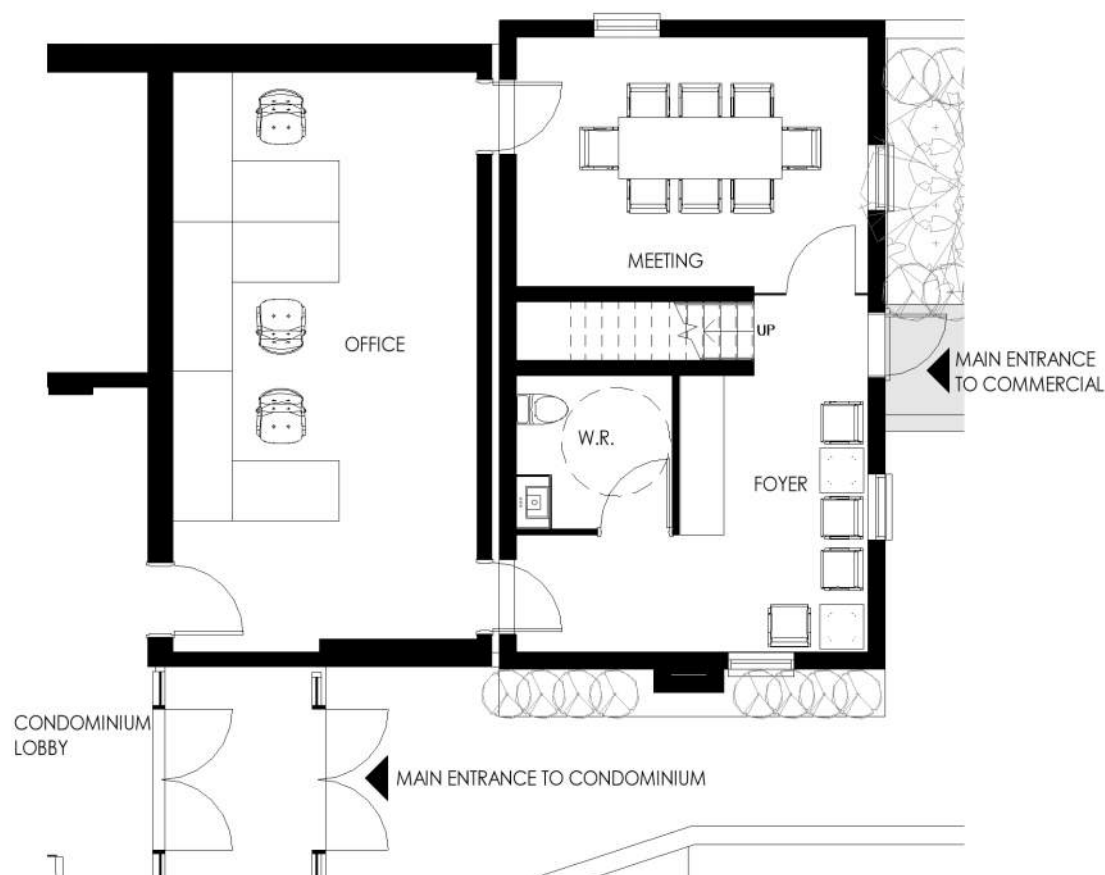 MEETING
UP
OFFICE
MAIN ENTRANCE
TO COMMERCIAL
W.R.
FOYER
CONDOMINIUM
LOBBY
MAIN ENTRANCE TO CONDOMINIUM